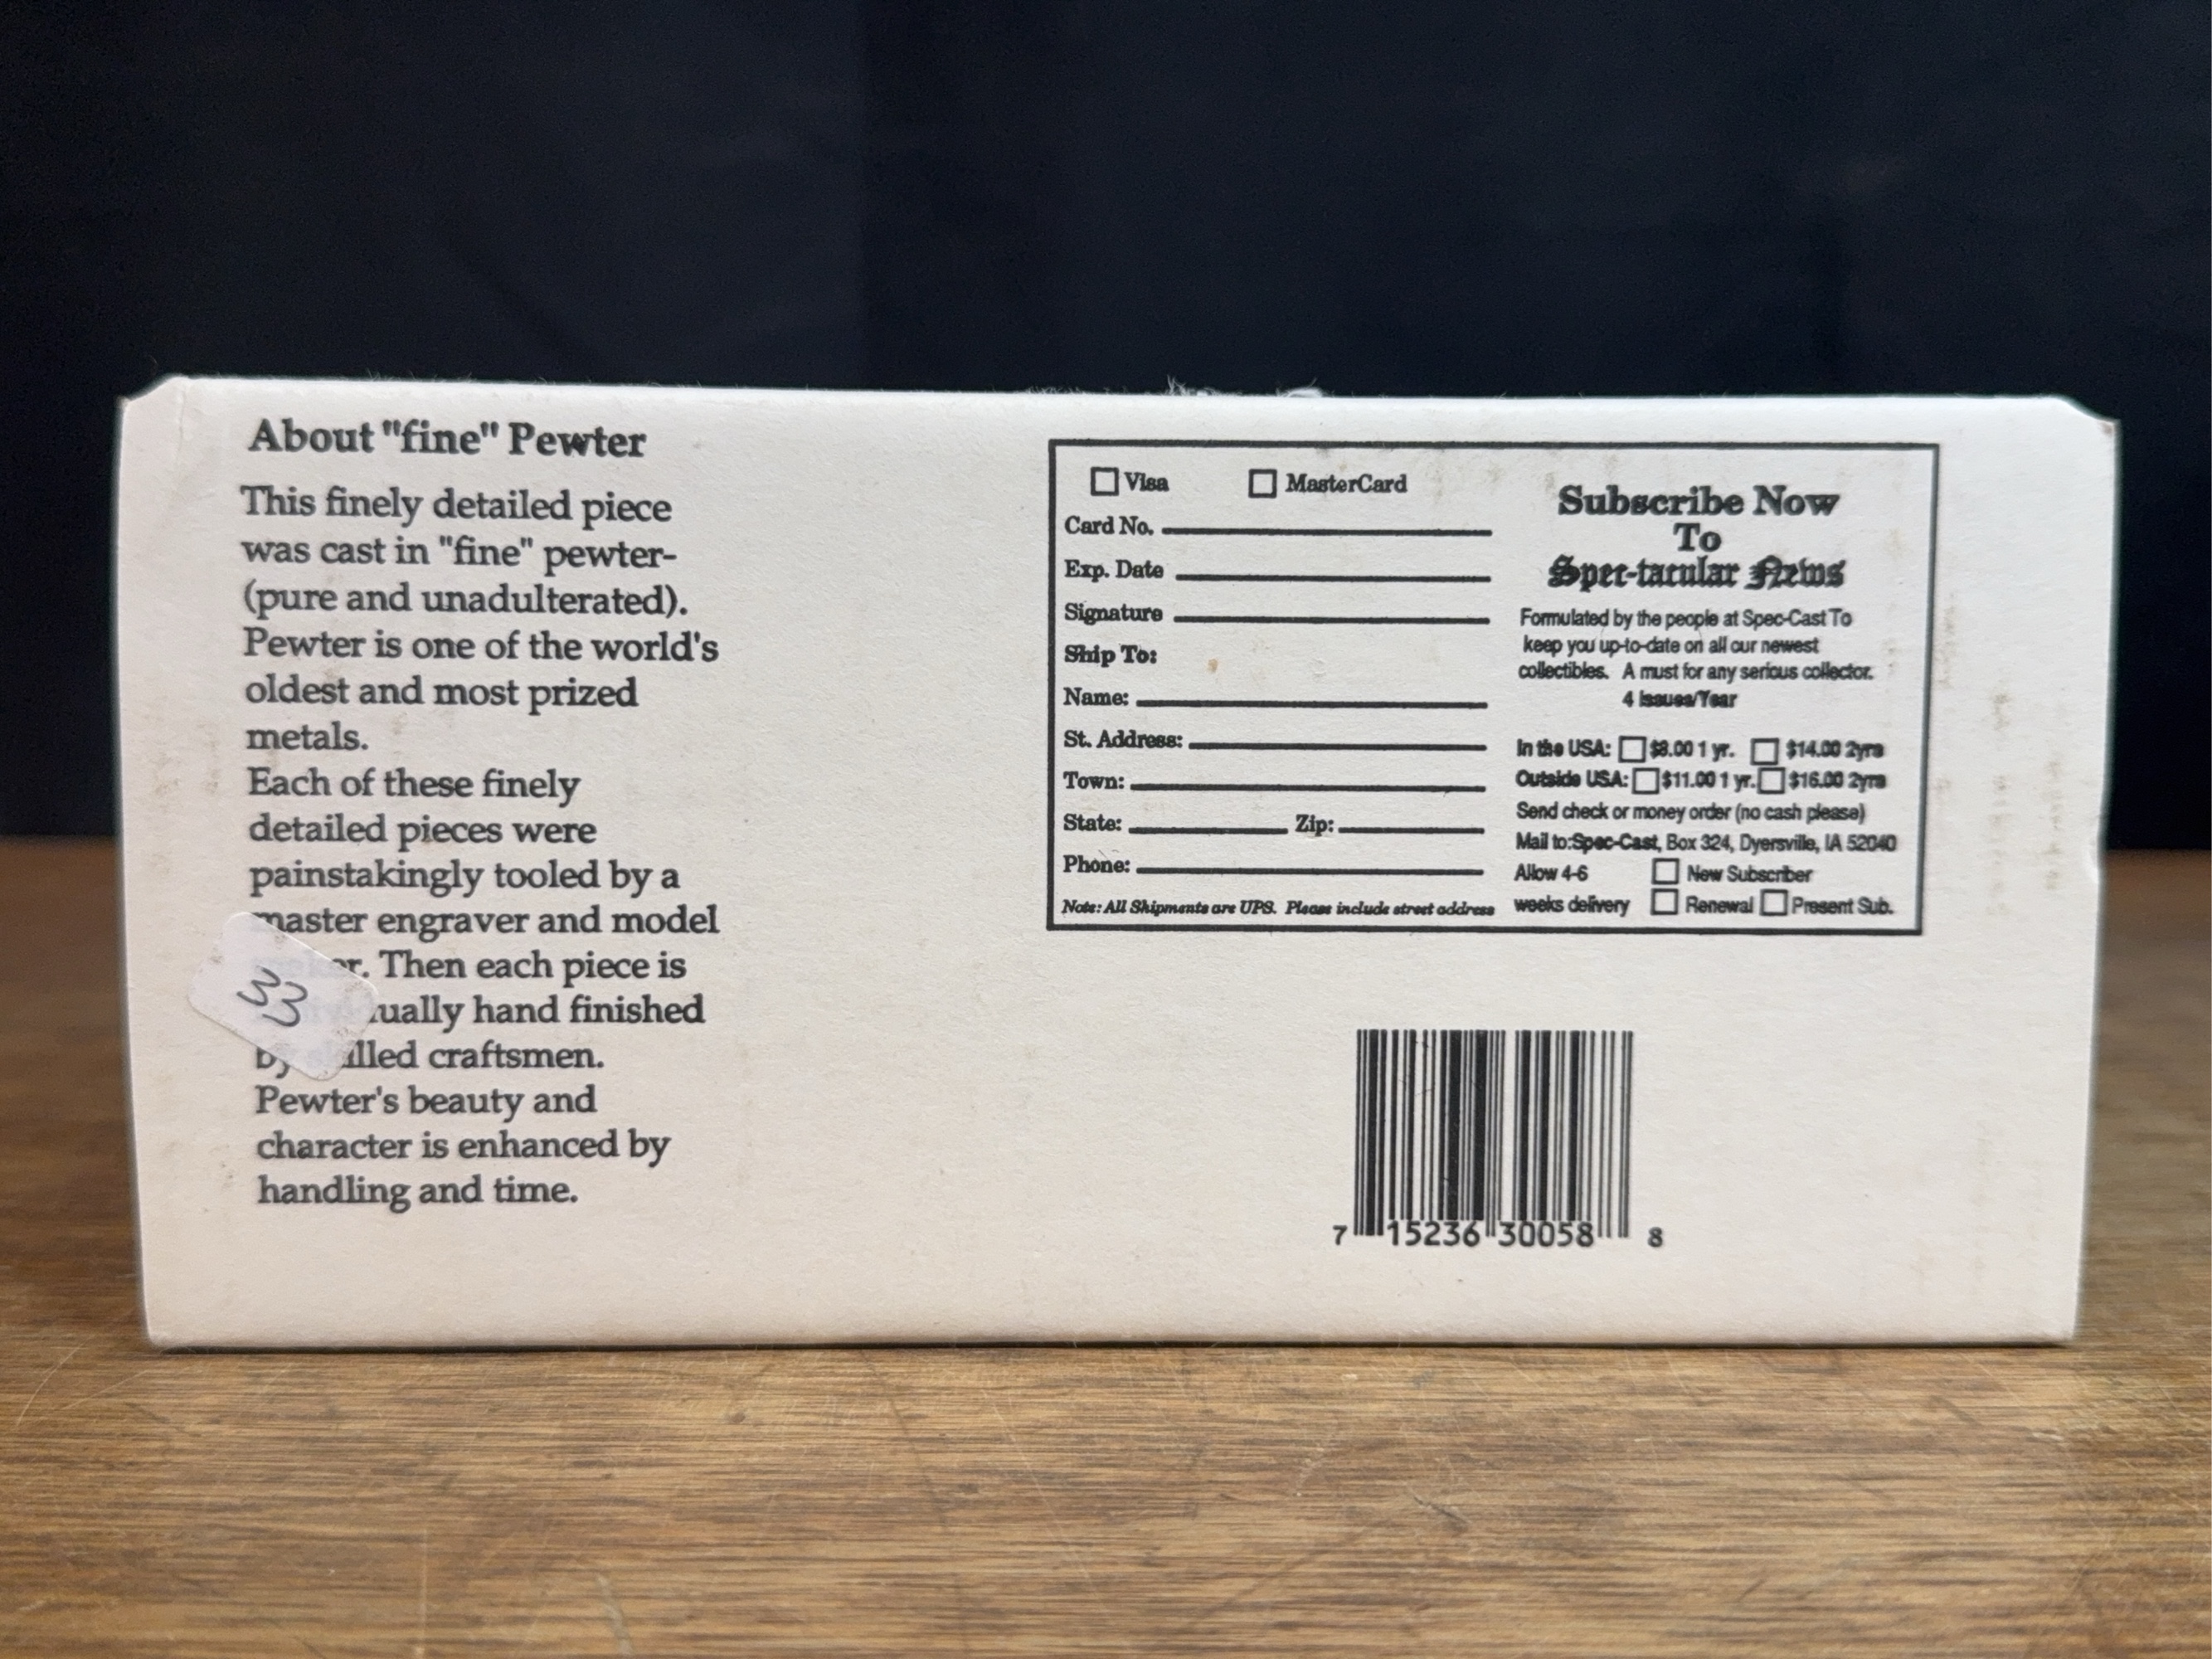 About "fine" Pewter
This finely detailed piece
was cast in "fine" pewter-
(pure and unadulterated).
Pewter is one of the world's
oldest and most prized
metals.
Each of these finely
detailed pieces were
painstakingly tooled by a
master engraver and model
Then each piece is
hand finished
by craftsmen.
Pewter's beauty and
character is enhanced by
handling and time.
33
Visa MasterCard
Card No.
Exp. Date
Signature
Ship To:
Name:
St. Address:
Town:
State: Zip:
Phone:
Note: All Shipments are UPS. Please include street address
Subscribe Now
To
Spec-tacular News
Formulated by the people at Spec-Cast To
keep you up-to-date on all our newest
collectibles. A must for any serious collector.
4 Issues/Year
In the USA: $8.00 1 yr. $14.00 2yrs
Outside USA: $11.00 1 yr. $16.00 2yrs
Send check or money order (no cash please)
Mail to:Spec-Cast, Box 324, Dyersville, IA 52040
Allow 4-6 New Subscriber
weeks delivery Renewal Present Sub.
7 15236 30058 8